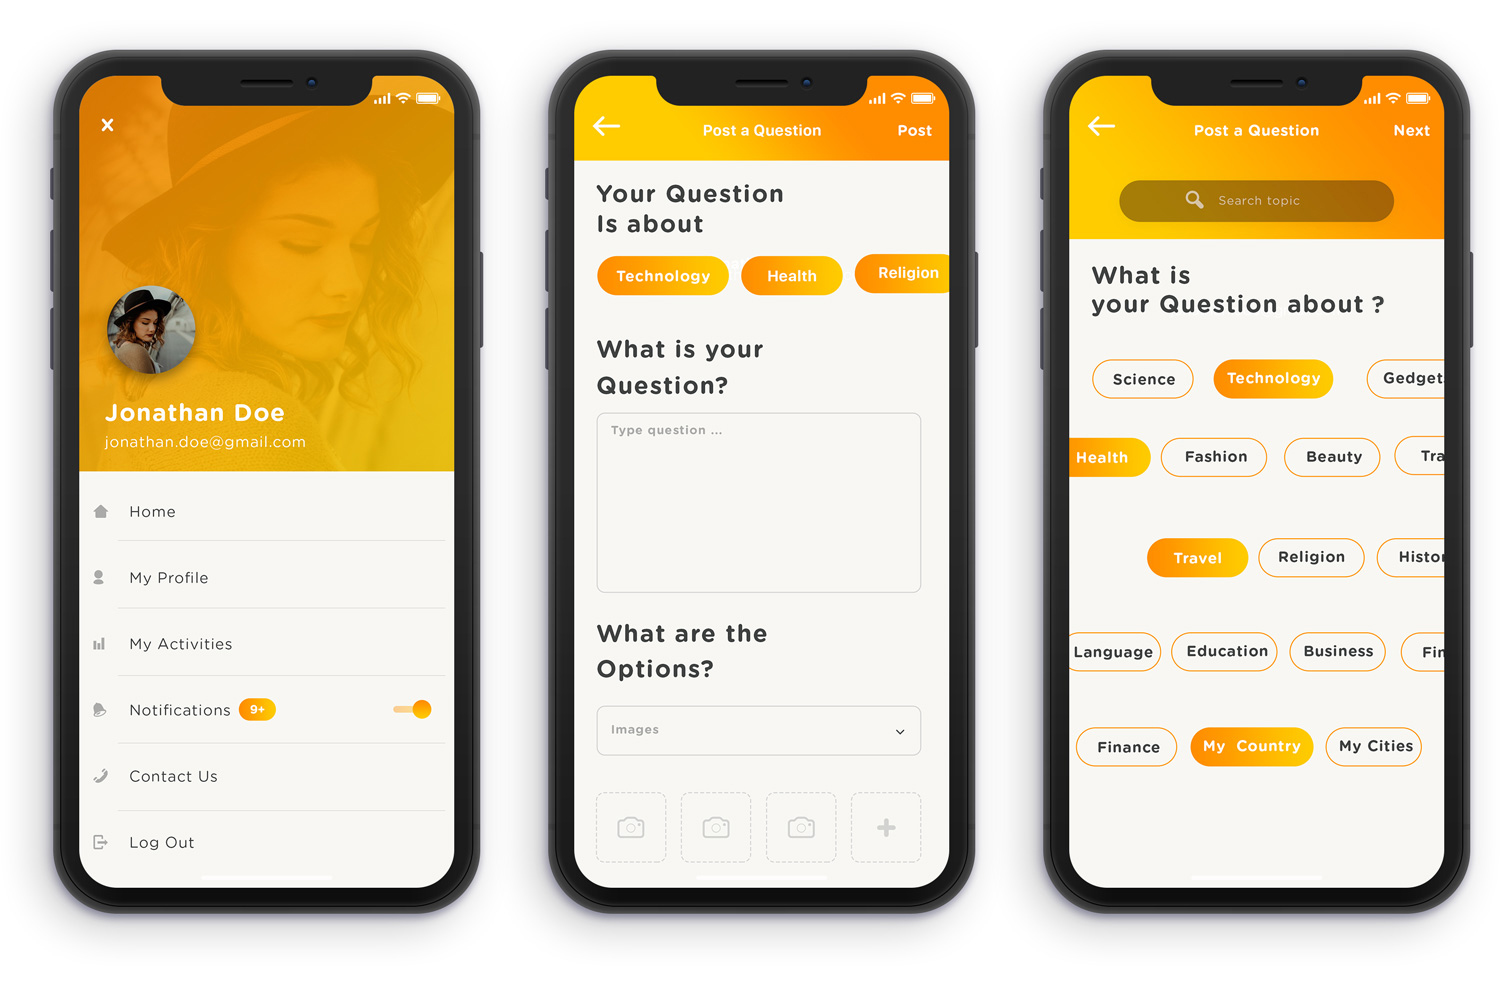 Jonathan Doe
jonathan.doe@gmail.com
Home
My Profile
My Activities
Notifications 9+
Contact Us
Log Out
Post a Question Post
Your Question
Is about
Technology Health Religion
What is your
Question?
Type question ...
What are the
Options?
Images
Post a Question Next
Search topic
What is
your Question about ?
Science Technology Gedget
Health Fashion Beauty Tra
Travel Religion Histor
Language Education Business Fin
Finance My Country My Cities